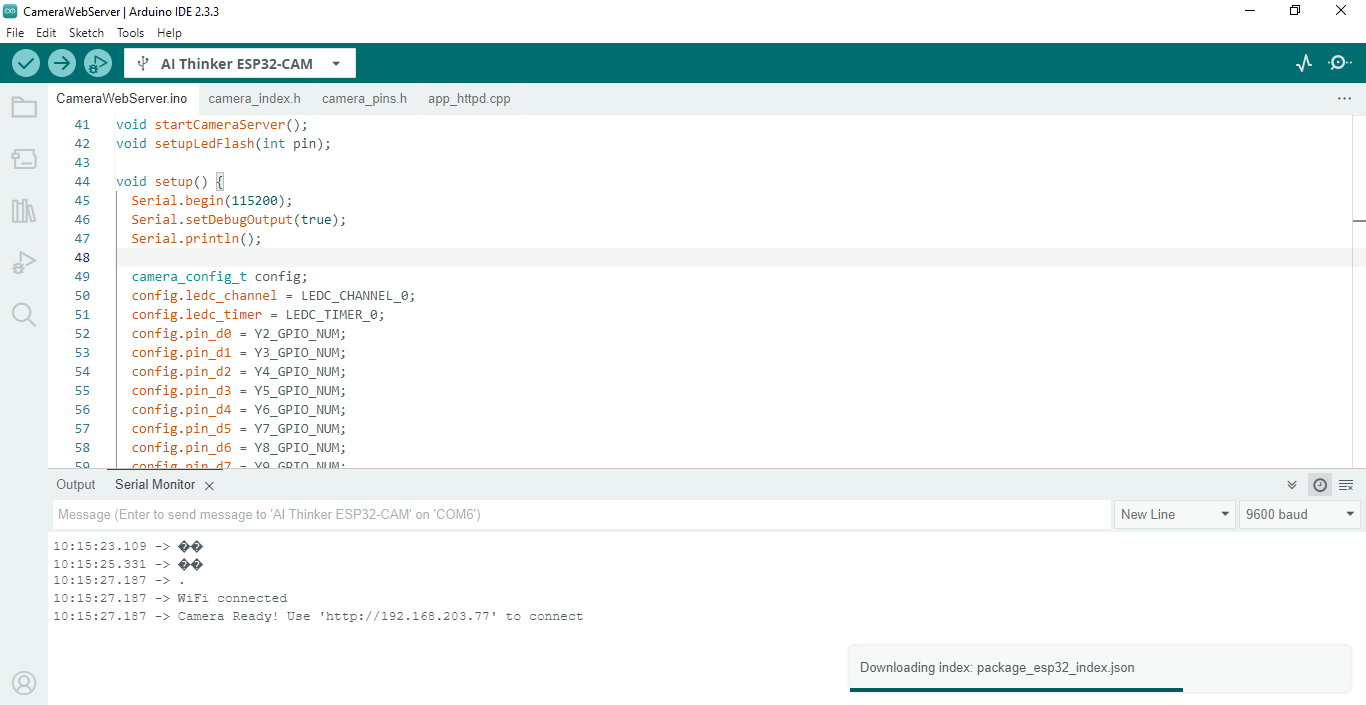 CameraWebServer | Arduino IDE 2.3.3
File Edit Sketch Tools Help
AI Thinker ESP32-CAM
CameraWebServer.ino camera_index.h camera_pins.h app_httpd.cpp ...
41 void startCameraServer();
42 void setupLedFlash(int pin);
43
44 void setup() {
45 Serial.begin(115200);
46 Serial.setDebugOutput(true);
47 Serial.println();
48
49 camera_config_t config;
50 config.ledc_channel = LEDC_CHANNEL_0;
51 config.ledc_timer = LEDC_TIMER_0;
52 config.pin_d0 = Y2_GPIO_NUM;
53 config.pin_d1 = Y3_GPIO_NUM;
54 config.pin_d2 = Y4_GPIO_NUM;
55 config.pin_d3 = Y5_GPIO_NUM;
56 config.pin_d4 = Y6_GPIO_NUM;
57 config.pin_d5 = Y7_GPIO_NUM;
58 config.pin_d6 = Y8_GPIO_NUM;
59 config.pin_d7 = Y9_GPIO_NUM;
Output Serial Monitor
Message (Enter to send message to 'AI Thinker ESP32-CAM' on 'COM6') New Line 9600 baud
10:15:23.109 -> ��
10:15:25.331 -> ��
10:15:27.187 -> .
10:15:27.187 -> WiFi connected
10:15:27.187 -> Camera Ready! Use 'http://192.168.203.77' to connect
Downloading index: package_esp32_index.json